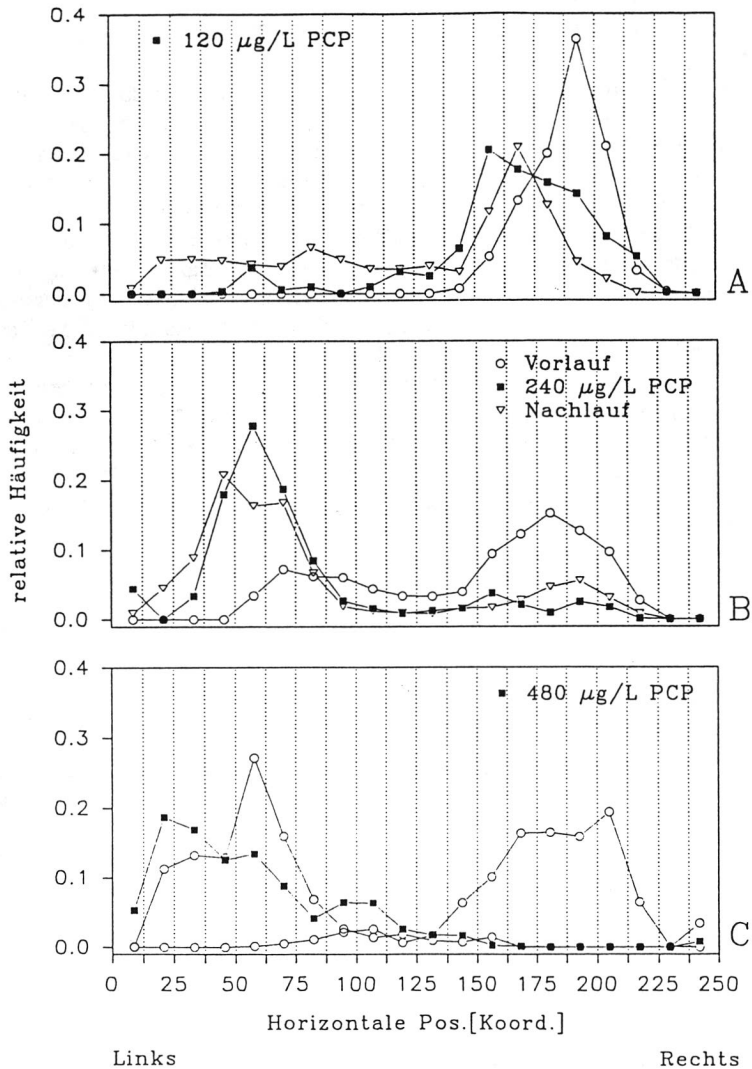 0.4
■ 120 µg/L PCP
0.3
0.2
0.1
0.0
A
0.4
○ Vorlauf
■ 240 µg/L PCP
▽ Nachlauf
0.3
0.2
0.1
0.0
B
relative Häufigkeit
0.4
■ 480 µg/L PCP
0.3
0.2
0.1
0.0
C
0 25 50 75 100 125 150 175 200 225 250
Horizontale Pos.[Koord.]
Links Rechts